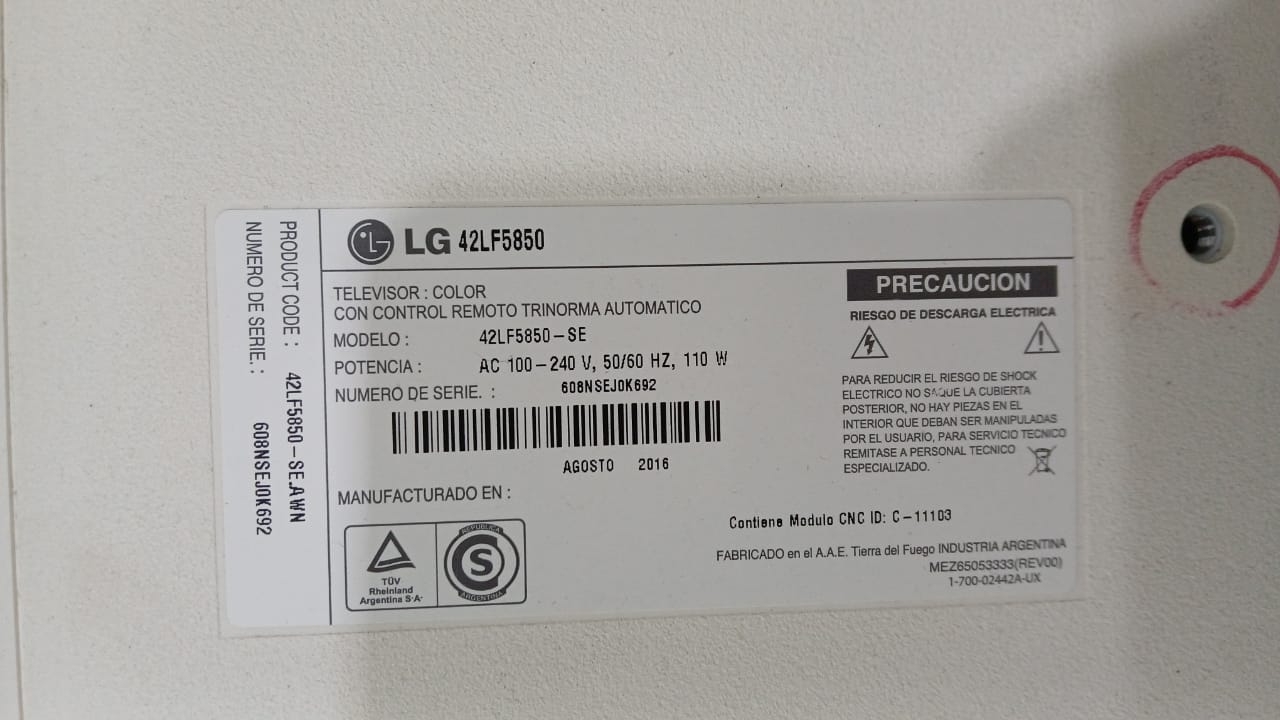 PRODUCT CODE : 42LF5850-SE.AWN
NUMERO DE SERIE. : 608NSEJ0K692
LG 42LF5850
TELEVISOR : COLOR
CON CONTROL REMOTO TRINORMA AUTOMATICO
MODELO : 42LF5850-SE
POTENCIA : AC 100-240 V, 50/60 HZ, 110 W
NUMERO DE SERIE. : 608NSEJ0K692
AGOSTO 2016
MANUFACTURADO EN :
TÜV
Rheinland
Argentina S.A.
REPUBLICA
S
ARGENTINA
PRECAUCION
RIESGO DE DESCARGA ELECTRICA
PARA REDUCIR EL RIESGO DE SHOCK
ELECTRICO NO SAQUE LA CUBIERTA
POSTERIOR, NO HAY PIEZAS EN EL
INTERIOR QUE DEBAN SER MANIPULADAS
POR EL USUARIO, PARA SERVICIO TECNICO
REMITASE A PERSONAL TECNICO
ESPECIALIZADO.
Contiene Modulo CNC ID: C-11103
FABRICADO en el A.A.E. Tierra del Fuego INDUSTRIA ARGENTINA
MEZ65053333(REV00)
1-700-02442A-UX